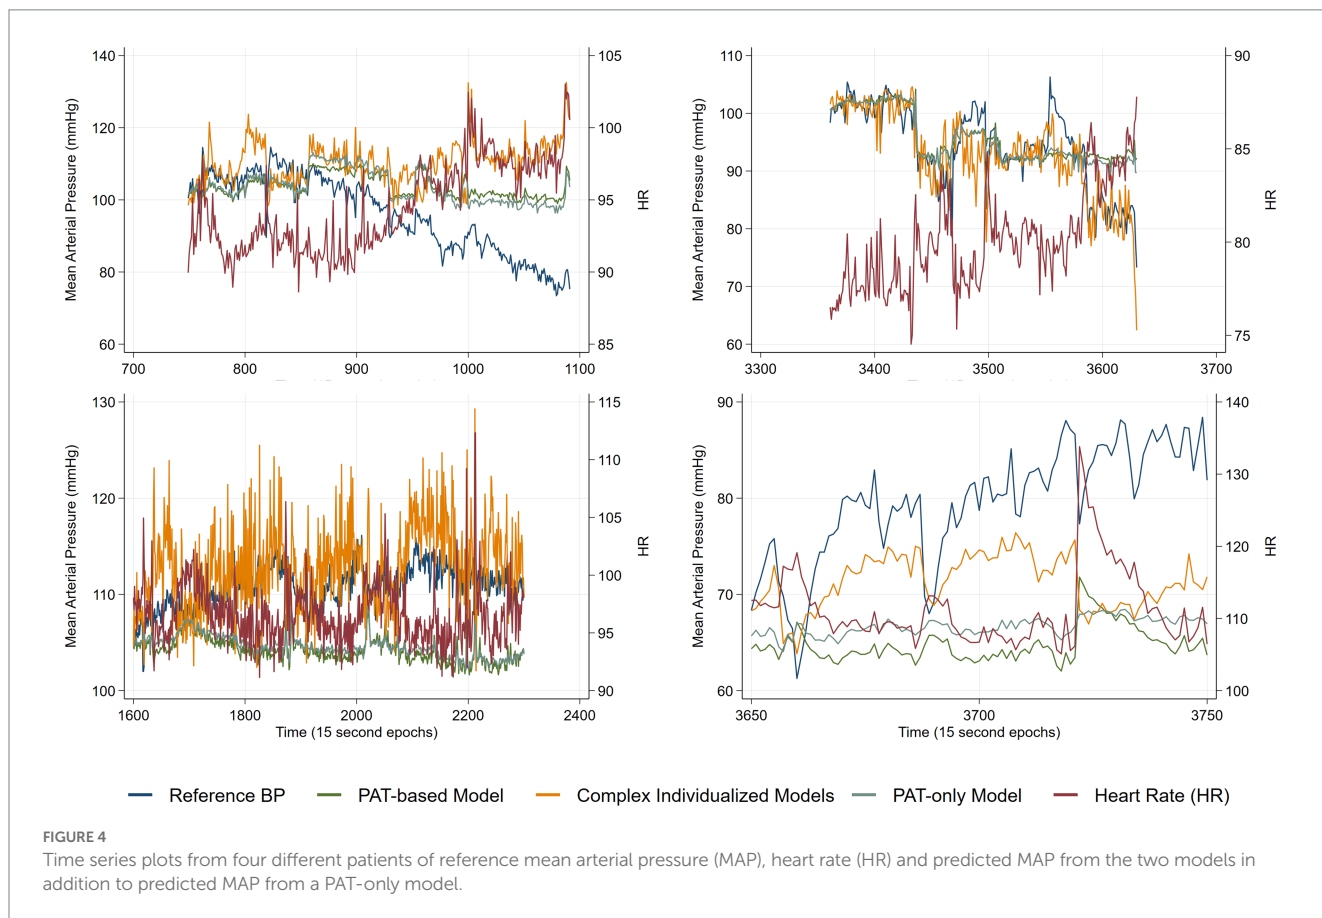 140
120
100
80
60
Mean Arterial Pressure (mmHg)
105
100
95
90
85
HR
700 800 900 1000 1100
110
100
90
80
70
60
Mean Arterial Pressure (mmHg)
90
85
80
75
HR
3300 3400 3500 3600 3700
130
120
110
100
Mean Arterial Pressure (mmHg)
115
110
105
100
95
90
HR
1600 1800 2000 2200 2400
Time (15 second epochs)
90
80
70
60
Mean Arterial Pressure (mmHg)
140
130
120
110
100
HR
3650 3700 3750
Time (15 second epochs)
Reference BP PAT-based Model Complex Individualized Models PAT-only Model Heart Rate (HR)
FIGURE 4
Time series plots from four different patients of reference mean arterial pressure (MAP), heart rate (HR) and predicted MAP from the two models in
addition to predicted MAP from a PAT-only model.